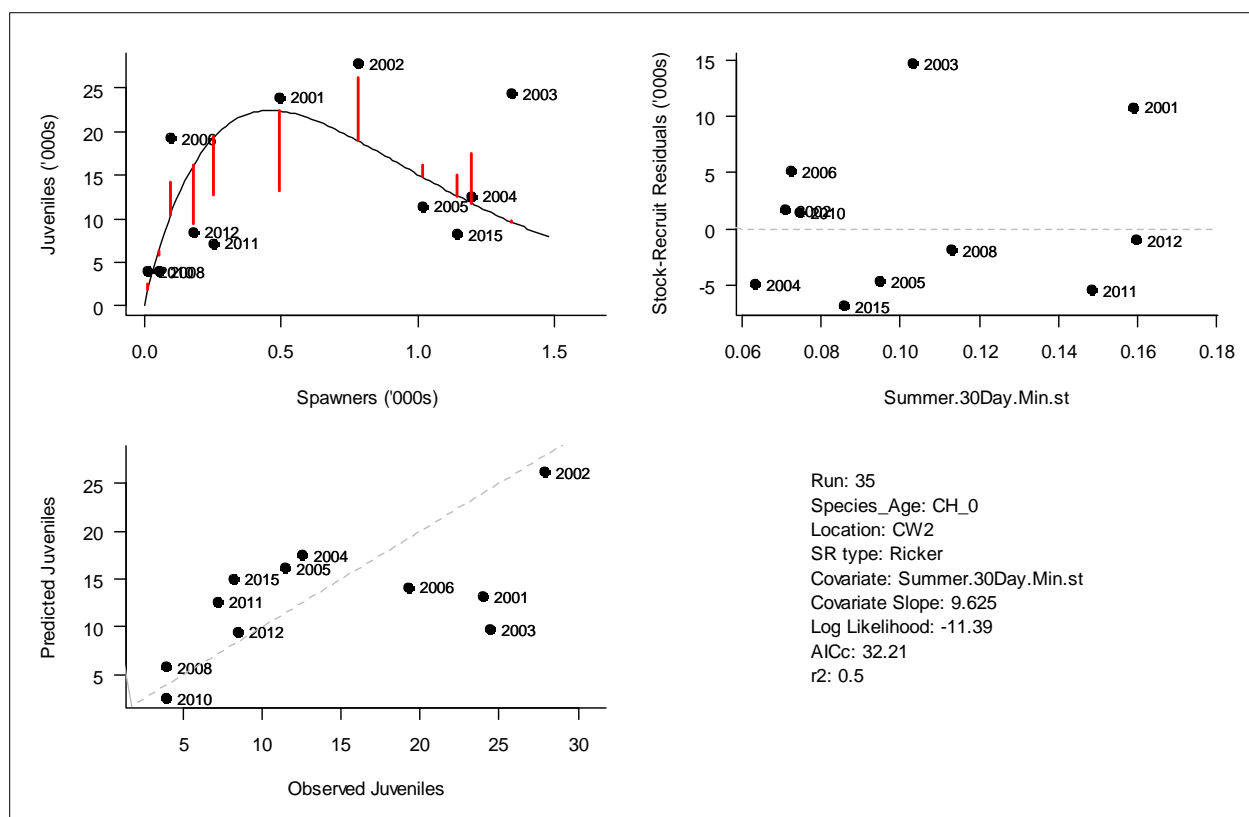 Juveniles ('000s)
25
20
15
10
5
0
2002
2001
2003
2006
2004
2005
2012
2015
2011
2010
2008
0.0 0.5 1.0 1.5
Spawners ('000s)
Stock-Recruit Residuals ('000s)
15
10
5
0
-5
2003
2001
2006
2002
2010
2012
2008
2005
2004
2011
2015
0.06 0.08 0.10 0.12 0.14 0.16 0.18
Summer.30Day.Min.st
Predicted Juveniles
25
20
15
10
5
2002
2004
2005
2015
2006
2001
2011
2003
2012
2008
2010
5 10 15 20 25 30
Observed Juveniles
Run: 35
Species_Age: CH_0
Location: CW2
SR type: Ricker
Covariate: Summer.30Day.Min.st
Covariate Slope: 9.625
Log Likelihood: -11.39
AICc: 32.21
r2: 0.5